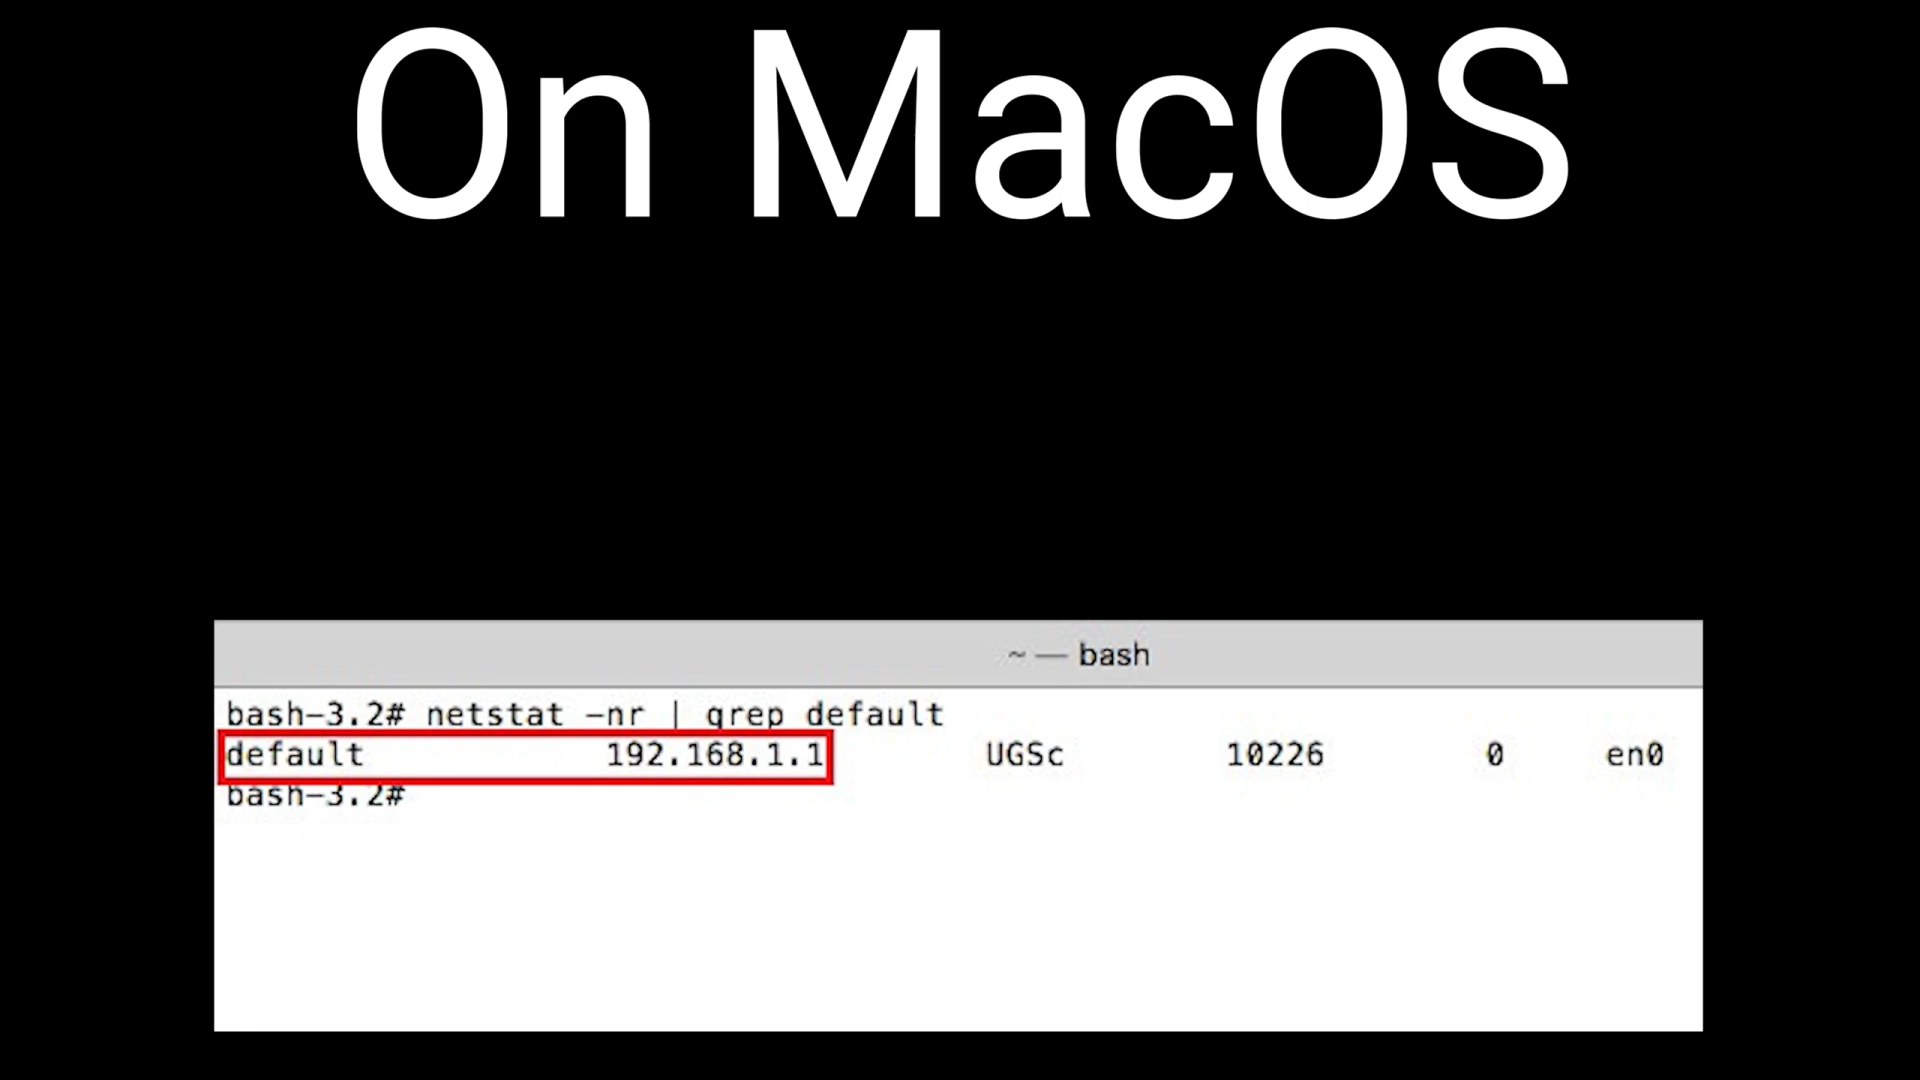 On MacOS
~ — bash
bash-3.2# netstat -nr | grep default
default 192.168.1.1 UGSc 10226 0 en0
bash-3.2#